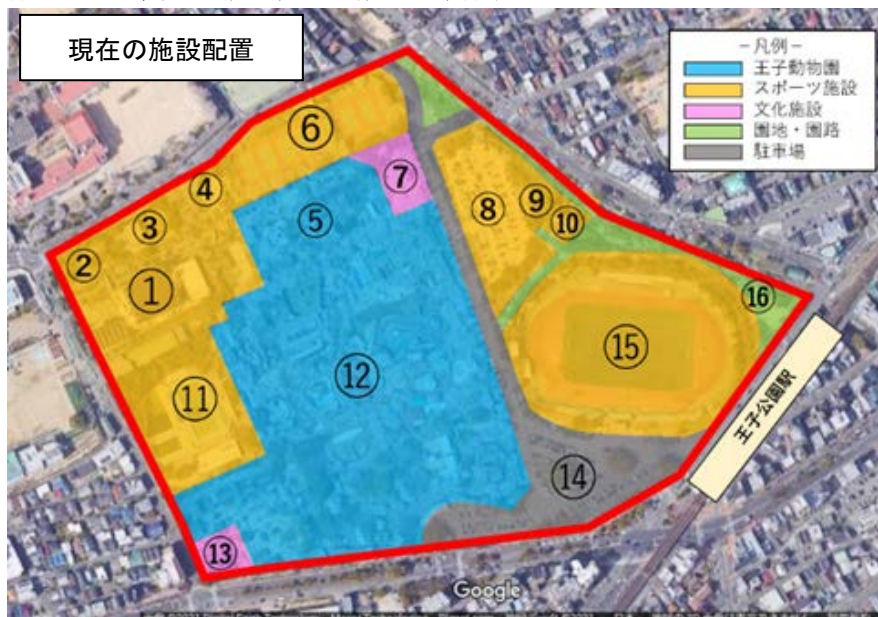 現在の施設配置
－凡例－
王子動物園
スポーツ施設
文化施設
園地・園路
駐車場
⑥
④
⑦
③
⑤
⑧
⑨
⑩
②
①
⑯
⑮
⑫
⑪
王子公園駅
⑭
⑬
Google